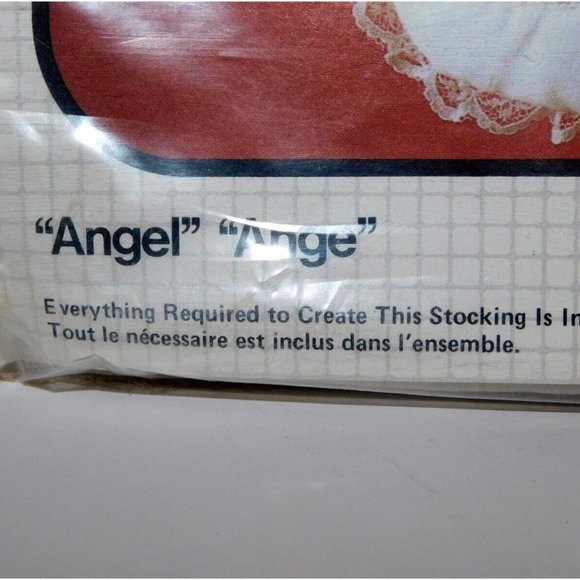 “Angel” “Ange”
Everything Required to Create This Stocking Is In
Tout le nécessaire est inclus dans l’ensemble.